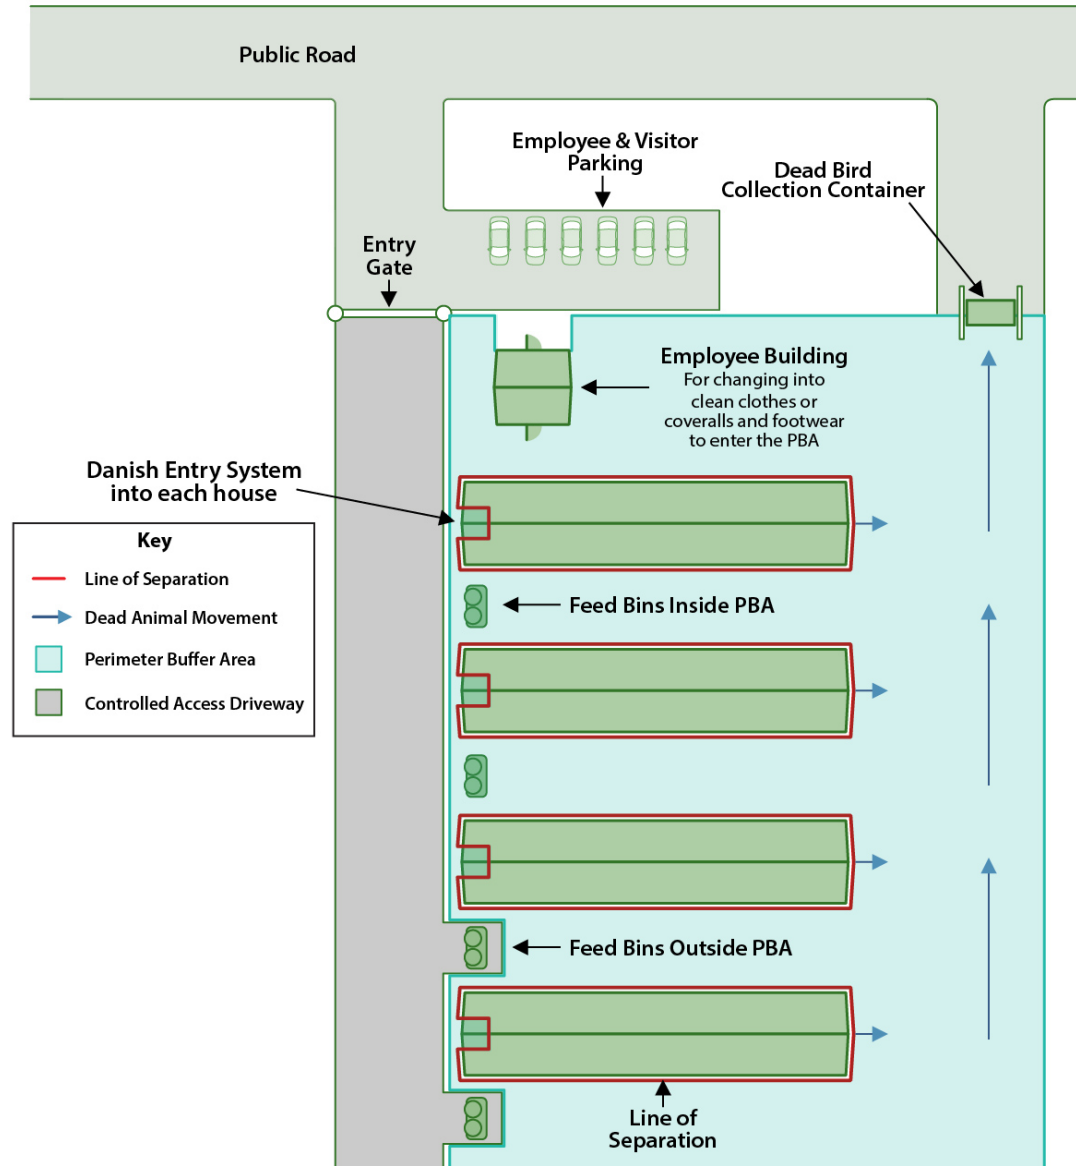 Public Road
Employee & Visitor
Parking
Dead Bird
Collection Container
Entry
Gate
Employee Building
For changing into
clean clothes or
coveralls and footwear
to enter the PBA
Danish Entry System
into each house
Key
Line of Separation
Dead Animal Movement
Perimeter Buffer Area
Controlled Access Driveway
Feed Bins Inside PBA
Feed Bins Outside PBA
Line of
Separation